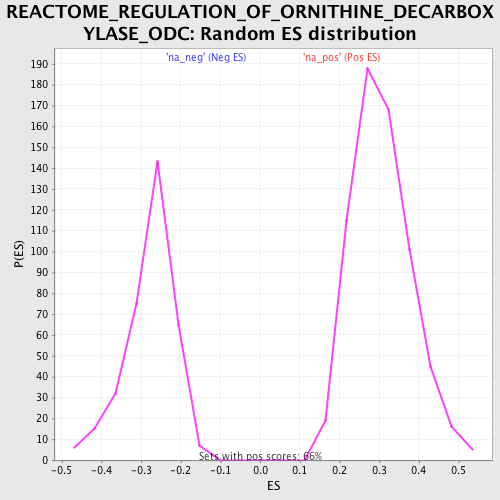 REACTOME_REGULATION_OF_ORNITHINE_DECARBOX
YLASE_ODC: Random ES distribution
'na_neg' (Neg ES) 'na_pos' (Pos ES)
190
180
170
160
150
140
130
120
110
100
90
80
70
60
50
40
30
20
10
0
P(ES)
Sets with pos scores: 66%
-0.5 -0.4 -0.3 -0.2 -0.1 0.0 0.1 0.2 0.3 0.4 0.5
ES